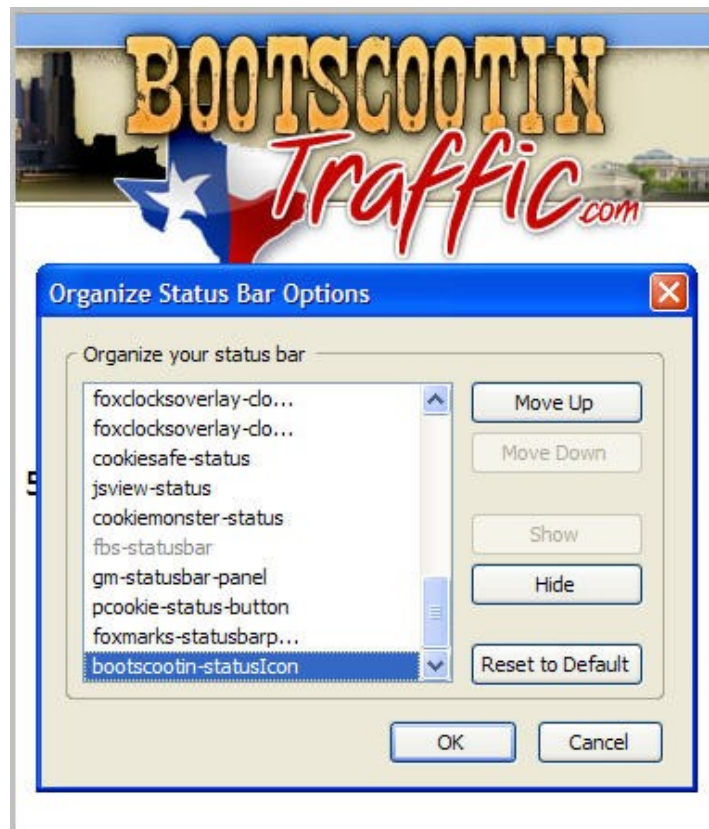 BOOTSCOOTIN
Traffic.com
Organize Status Bar Options
Organize your status bar
foxclocksoverlay-clo...
foxclocksoverlay-clo...
cookiesafe-status
jsview-status
cookiemonster-status
fbs-statusbar
gm-statusbar-panel
pcookie-status-button
foxmarks-statusbarp...
bootscootin-statusIcon
Move Up
Move Down
Show
Hide
Reset to Default
OK
Cancel